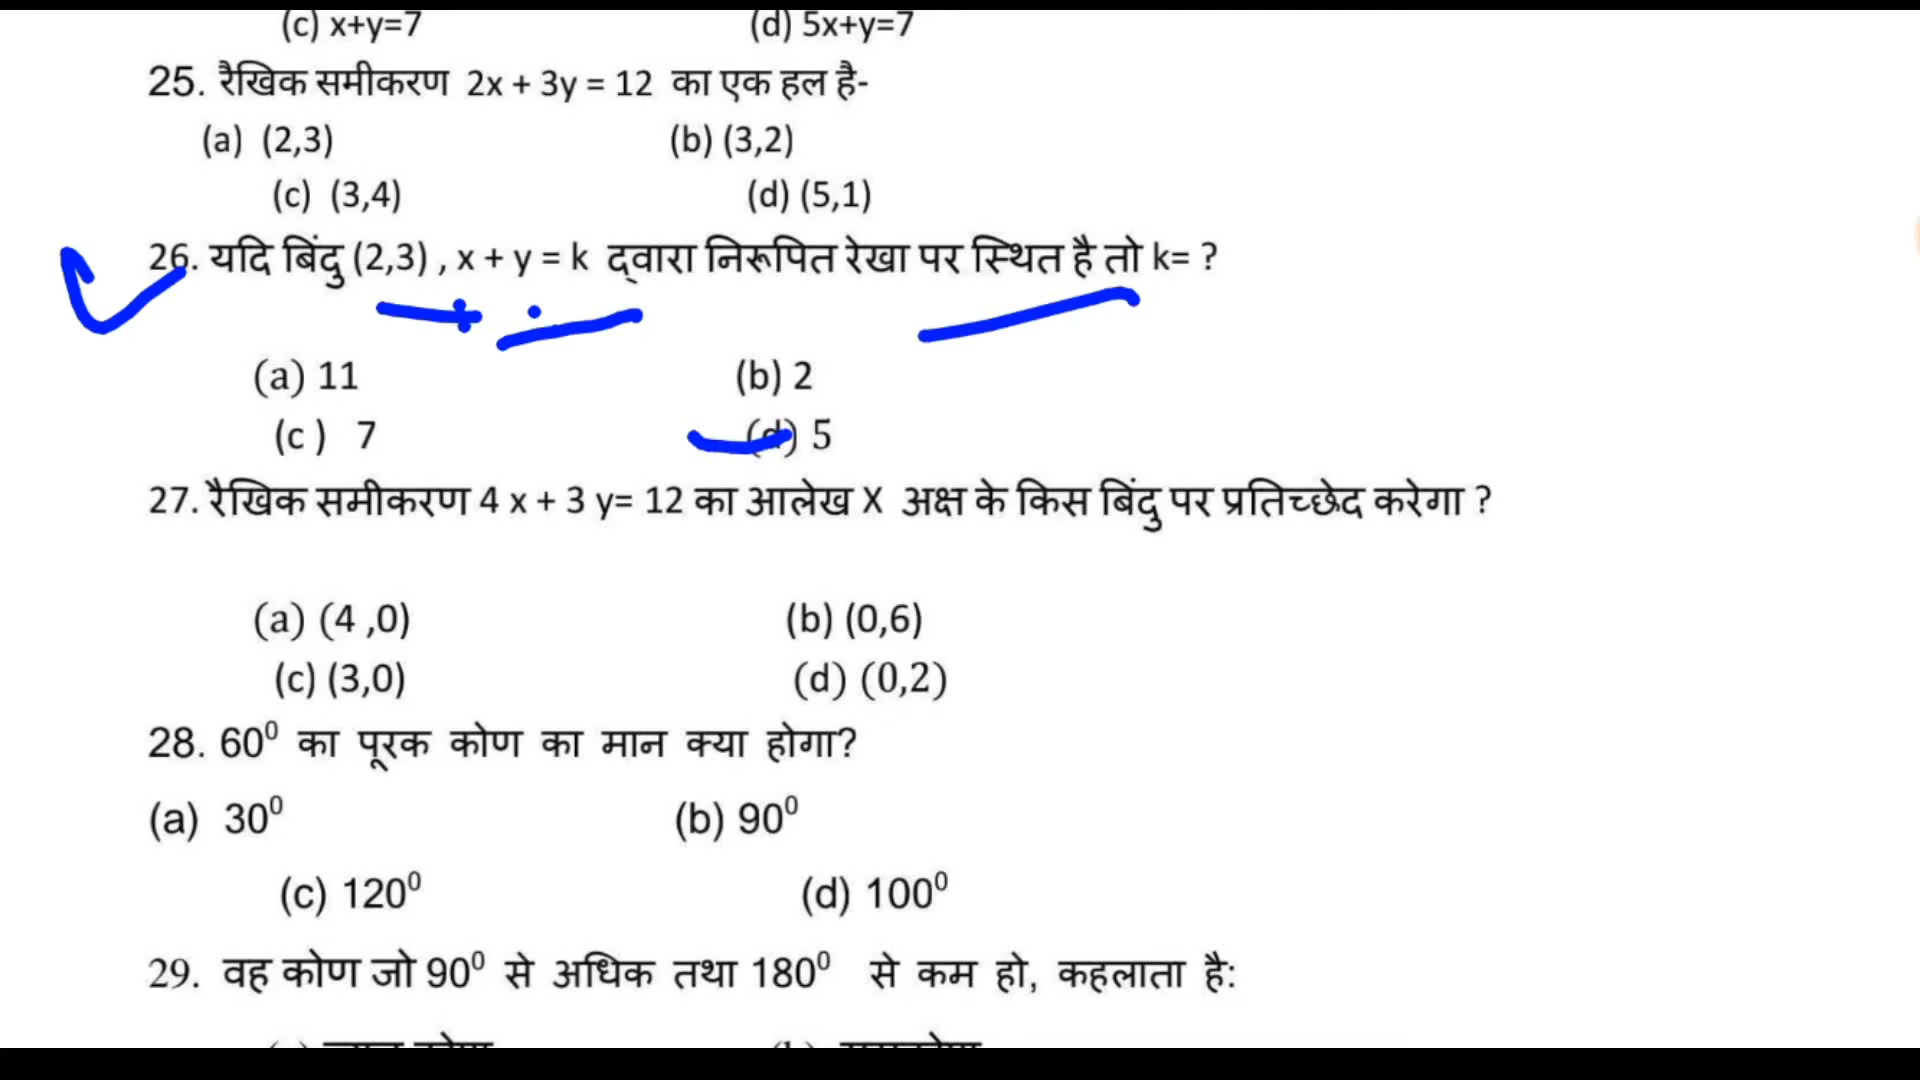 (c) x+y=7 (d) 5x+y=7
25. रैखिक समीकरण 2x + 3y = 12 का एक हल है-
(a) (2,3) (b) (3,2)
(c) (3,4) (d) (5,1)
26. यदि बिंदु (2,3) , x + y = k द्वारा निरूपित रेखा पर स्थित है तो k= ?
(a) 11 (b) 2
(c ) 7 (d) 5
27. रैखिक समीकरण 4 x + 3 y= 12 का आलेख X अक्ष के किस बिंदु पर प्रतिच्छेद करेगा ?
(a) (4 ,0) (b) (0,6)
(c) (3,0) (d) (0,2)
28. 60⁰ का पूरक कोण का मान क्या होगा?
(a) 30⁰ (b) 90⁰
(c) 120⁰ (d) 100⁰
29. वह कोण जो 90⁰ से अधिक तथा 180⁰ से कम हो, कहलाता है: